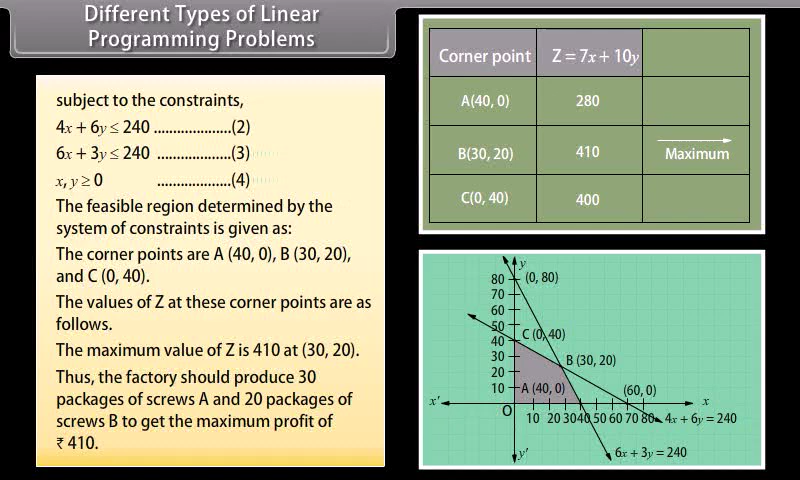 Different Types of Linear
Programming Problems
subject to the constraints,
4x + 6y ≤ 240 ....................(2)
6x + 3y ≤ 240 ...................(3)
x, y ≥ 0 ...................(4)
The feasible region determined by the
system of constraints is given as:
The corner points are A (40, 0), B (30, 20),
and C (0, 40).
The values of Z at these corner points are as
follows.
The maximum value of Z is 410 at (30, 20).
Thus, the factory should produce 30
packages of screws A and 20 packages of
screws B to get the maximum profit of
₹ 410.
Corner point Z = 7x + 10y
A(40, 0) 280
B(30, 20) 410 Maximum
C(0, 40) 400
y
80 (0, 80)
70
60
50
40 C (0, 40)
30 B (30, 20)
20
10 A (40, 0) (60, 0)
x' x
O 10 20 30 40 50 60 70 80 4x + 6y = 240
y' 6x + 3y = 240